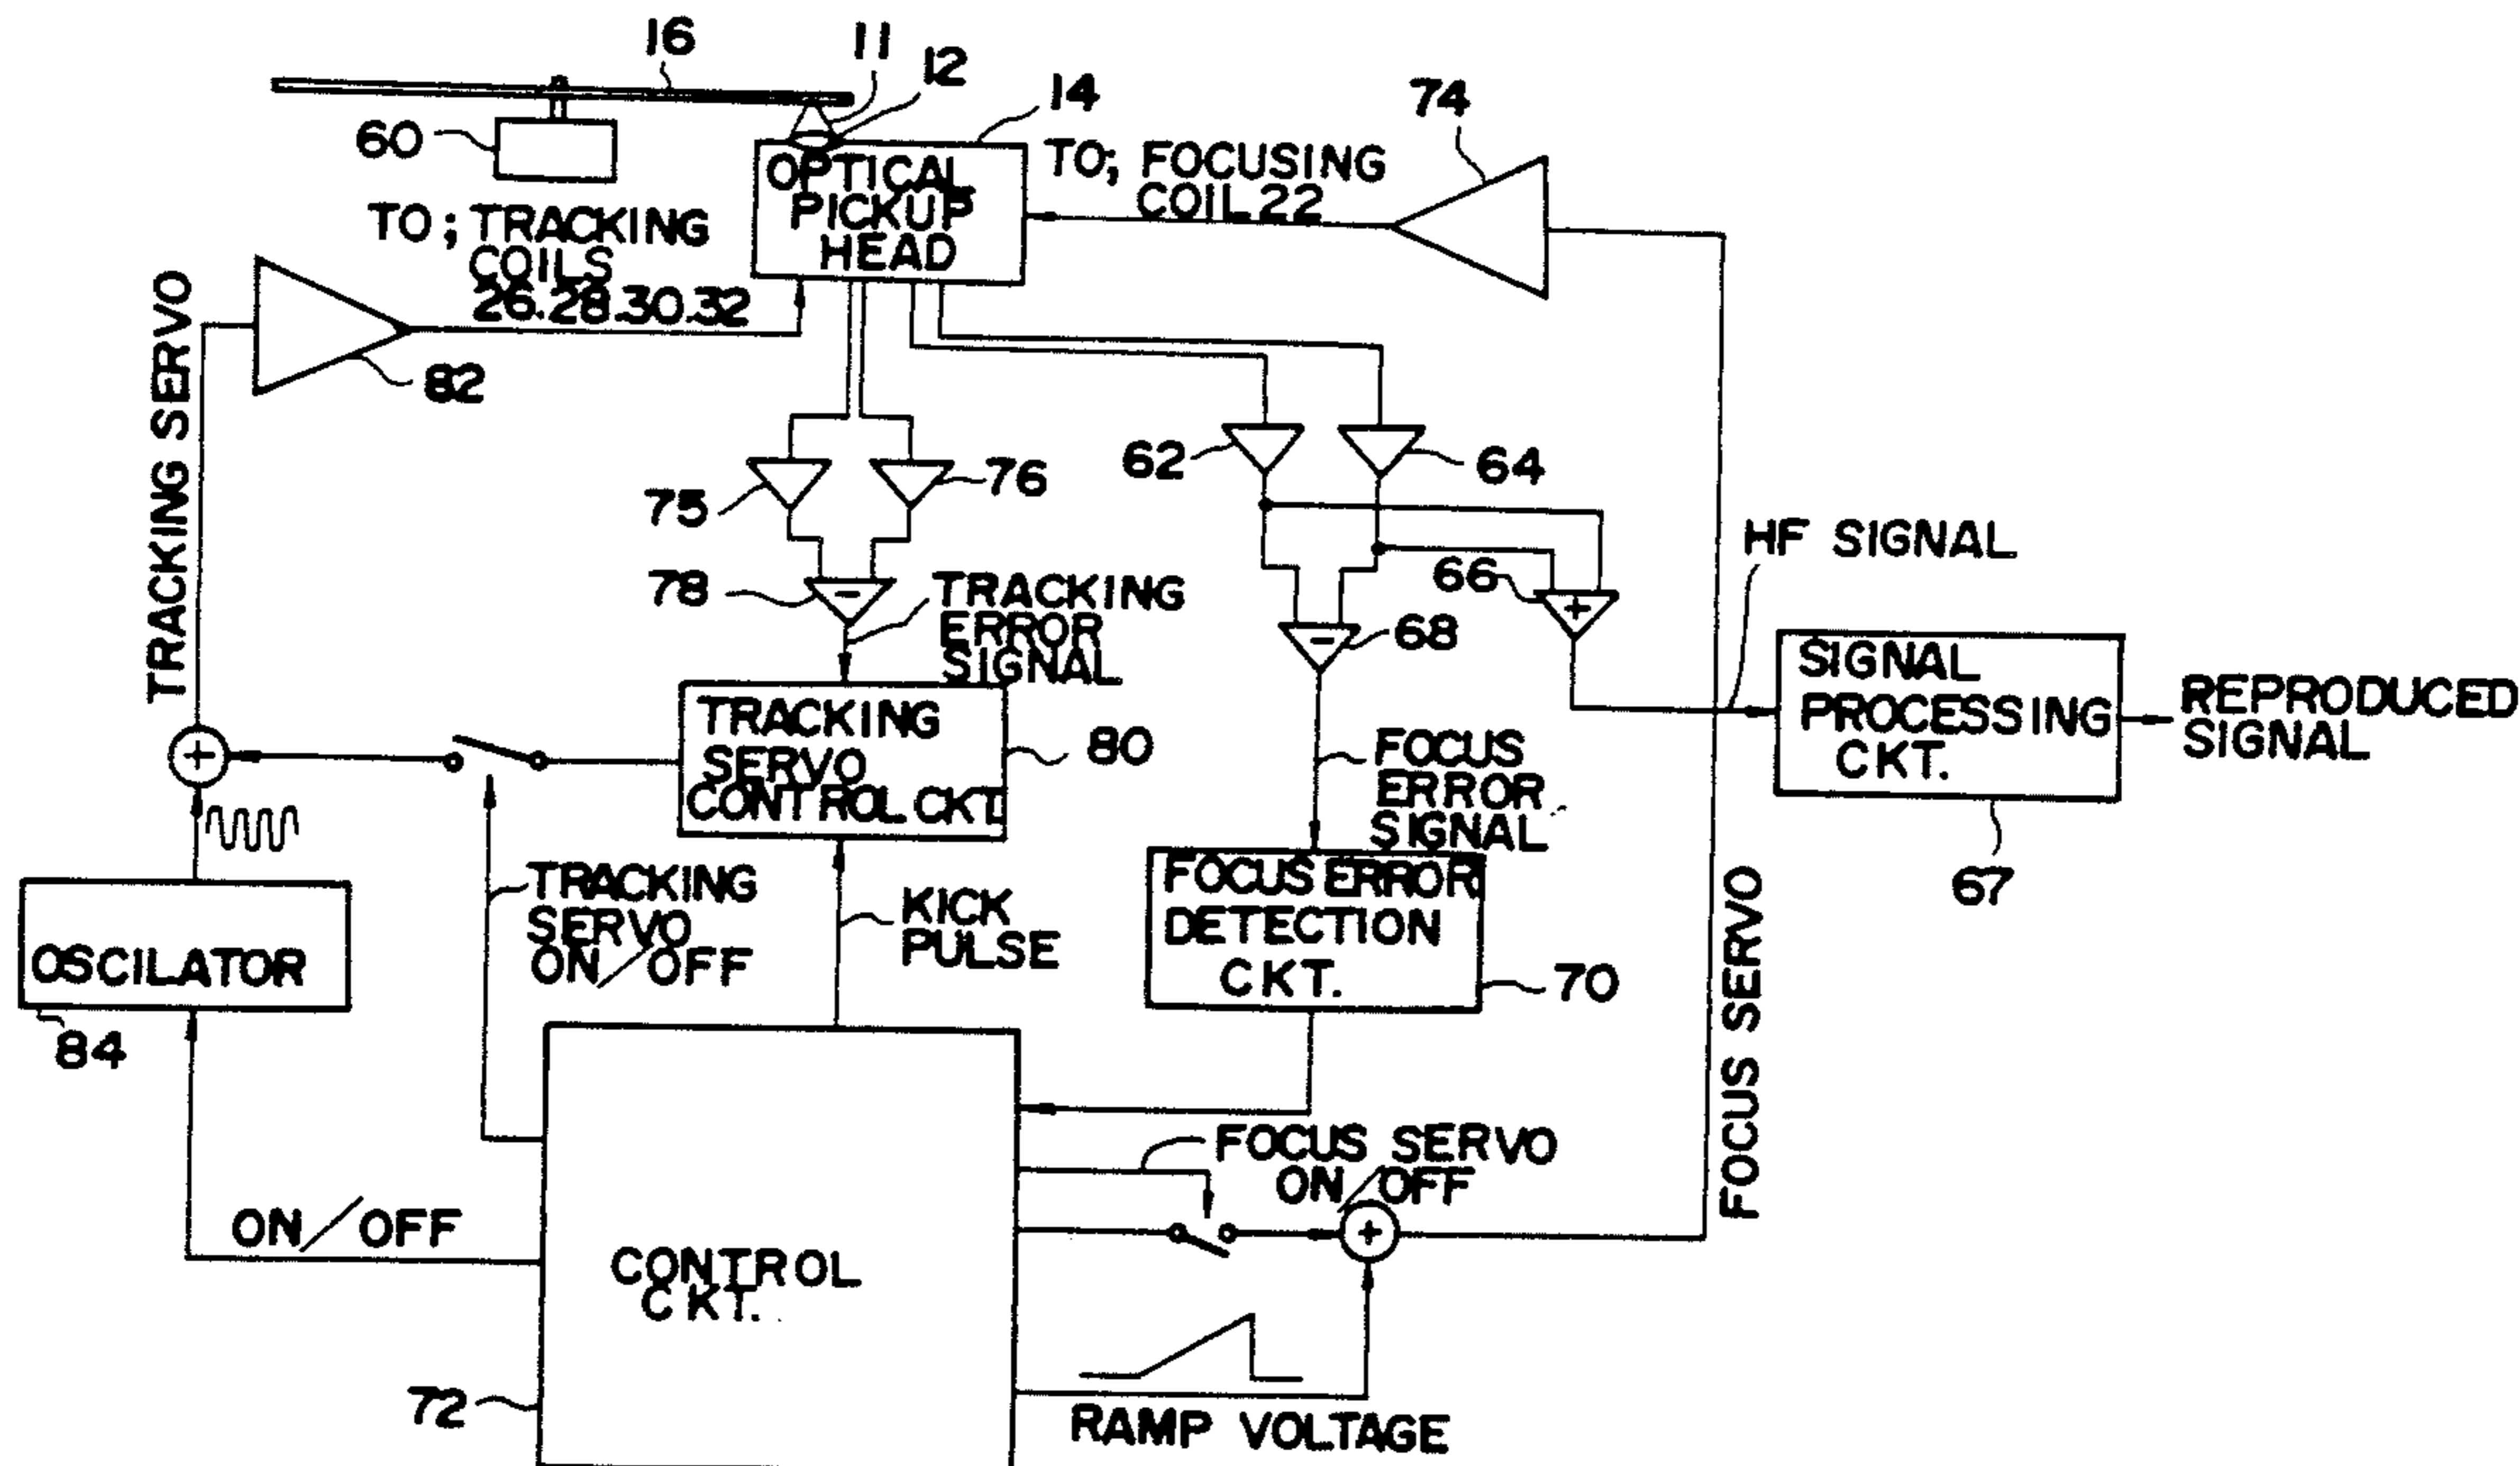 16
11
12
14
74
60
OPTICAL
PICKUP
HEAD
TO; FOCUSING
COIL 22
TO; TRACKING
COILS
26.28.30.32
TRACKING SERVO
82
62
64
75
76
HF SIGNAL
78
TRACKING
ERROR
SIGNAL
66
+
-
-
68
SIGNAL
PROCESSING
CKT.
REPRODUCED
SIGNAL
67
TRACKING
SERVO
CONTROL CKT.
80
+
FOCUS
ERROR
SIGNAL
OSCILATOR
84
TRACKING
SERVO
ON/OFF
KICK
PULSE
FOCUS ERROR
DETECTION
CKT.
70
FOCUS SERVO
FOCUS SERVO
ON/OFF
+
ON/OFF
CONTROL
CKT.
72
RAMP VOLTAGE